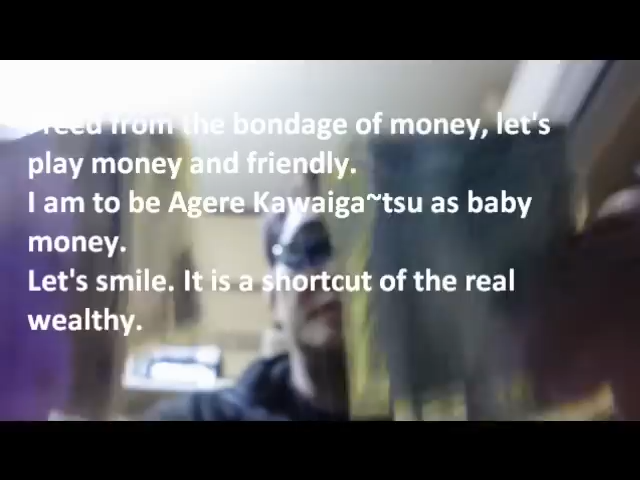 Freed from the bondage of money, let's
play money and friendly.
I am to be Agere Kawaiga~tsu as baby
money.
Let's smile. It is a shortcut of the real
wealthy.